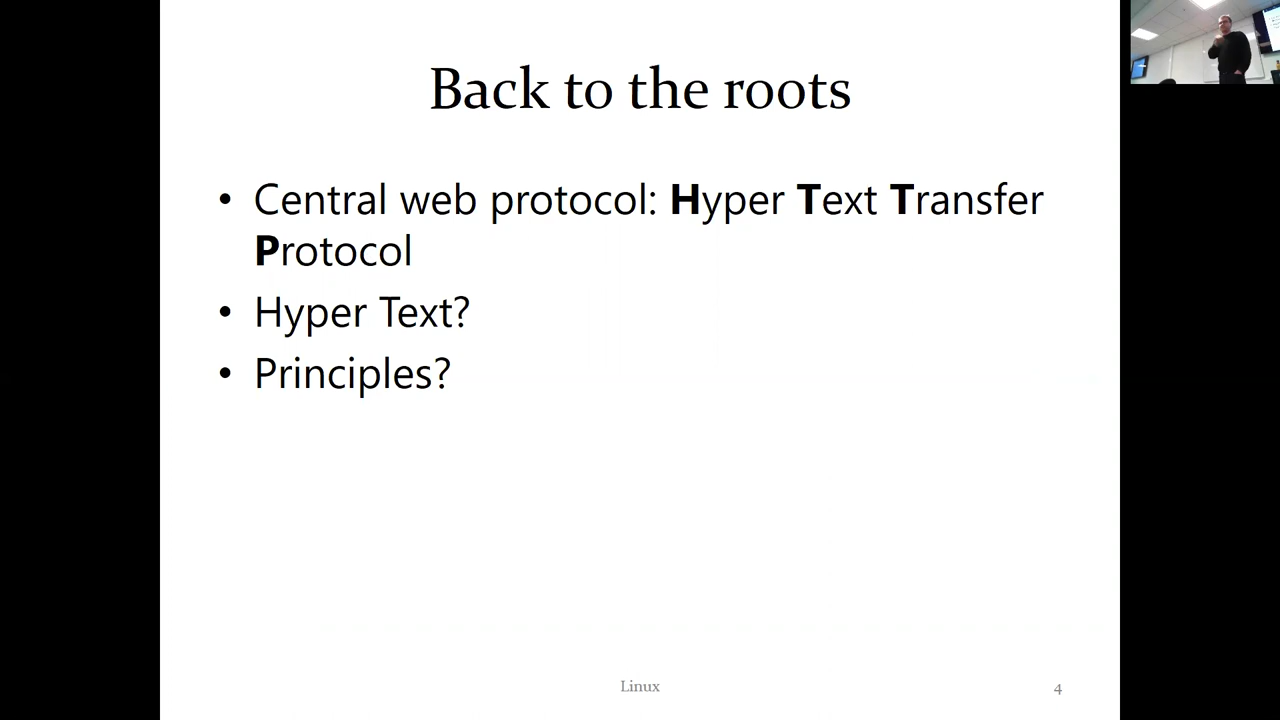 Back to the roots
• Central web protocol: Hyper Text Transfer
Protocol
• Hyper Text?
• Principles?
Linux
4